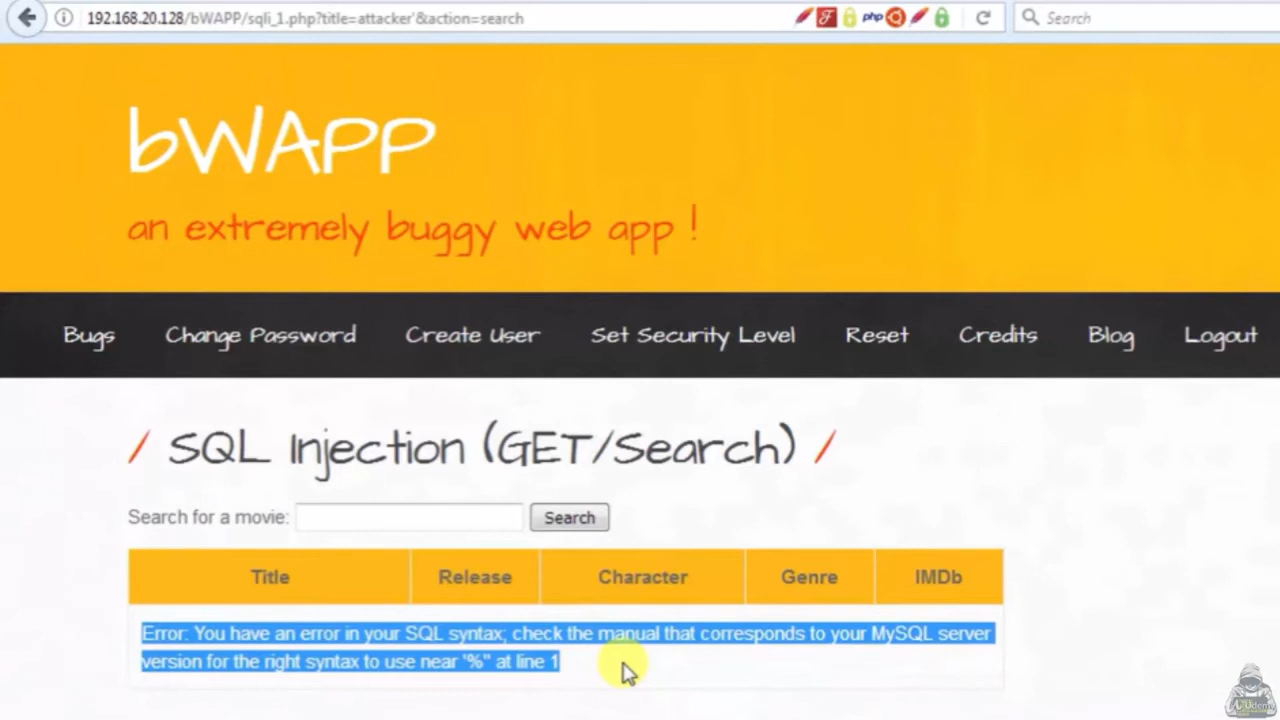 192.168.20.128/bWAPP/sqli_1.php?title=attacker'&action=search
php
Search
bWAPP
an extremely buggy web app !
Bugs Change Password Create User Set Security Level Reset Credits Blog Logout
/ SQL Injection (GET/Search) /
Search for a movie: Search
Title Release Character Genre IMDb
Error: You have an error in your SQL syntax; check the manual that corresponds to your MySQL server
version for the right syntax to use near '%'' at line 1
Udemy